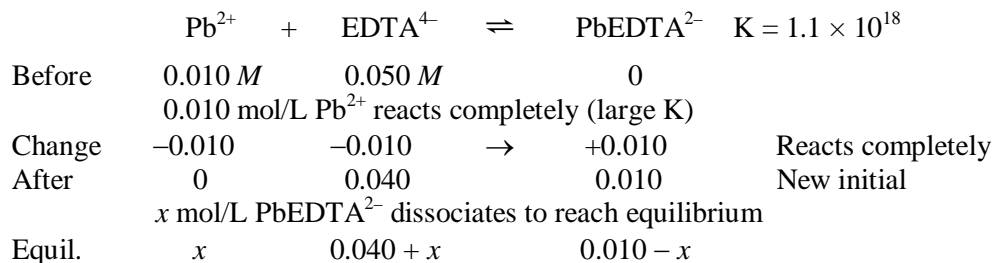 Pb²⁺ + EDTA⁴⁻ ⇌ PbEDTA²⁻ K = 1.1 × 10¹⁸
Before 0.010 M 0.050 M 0
0.010 mol/L Pb²⁺ reacts completely (large K)
Change −0.010 −0.010 → +0.010 Reacts completely
After 0 0.040 0.010 New initial
x mol/L PbEDTA²⁻ dissociates to reach equilibrium
Equil. x 0.040 + x 0.010 − x